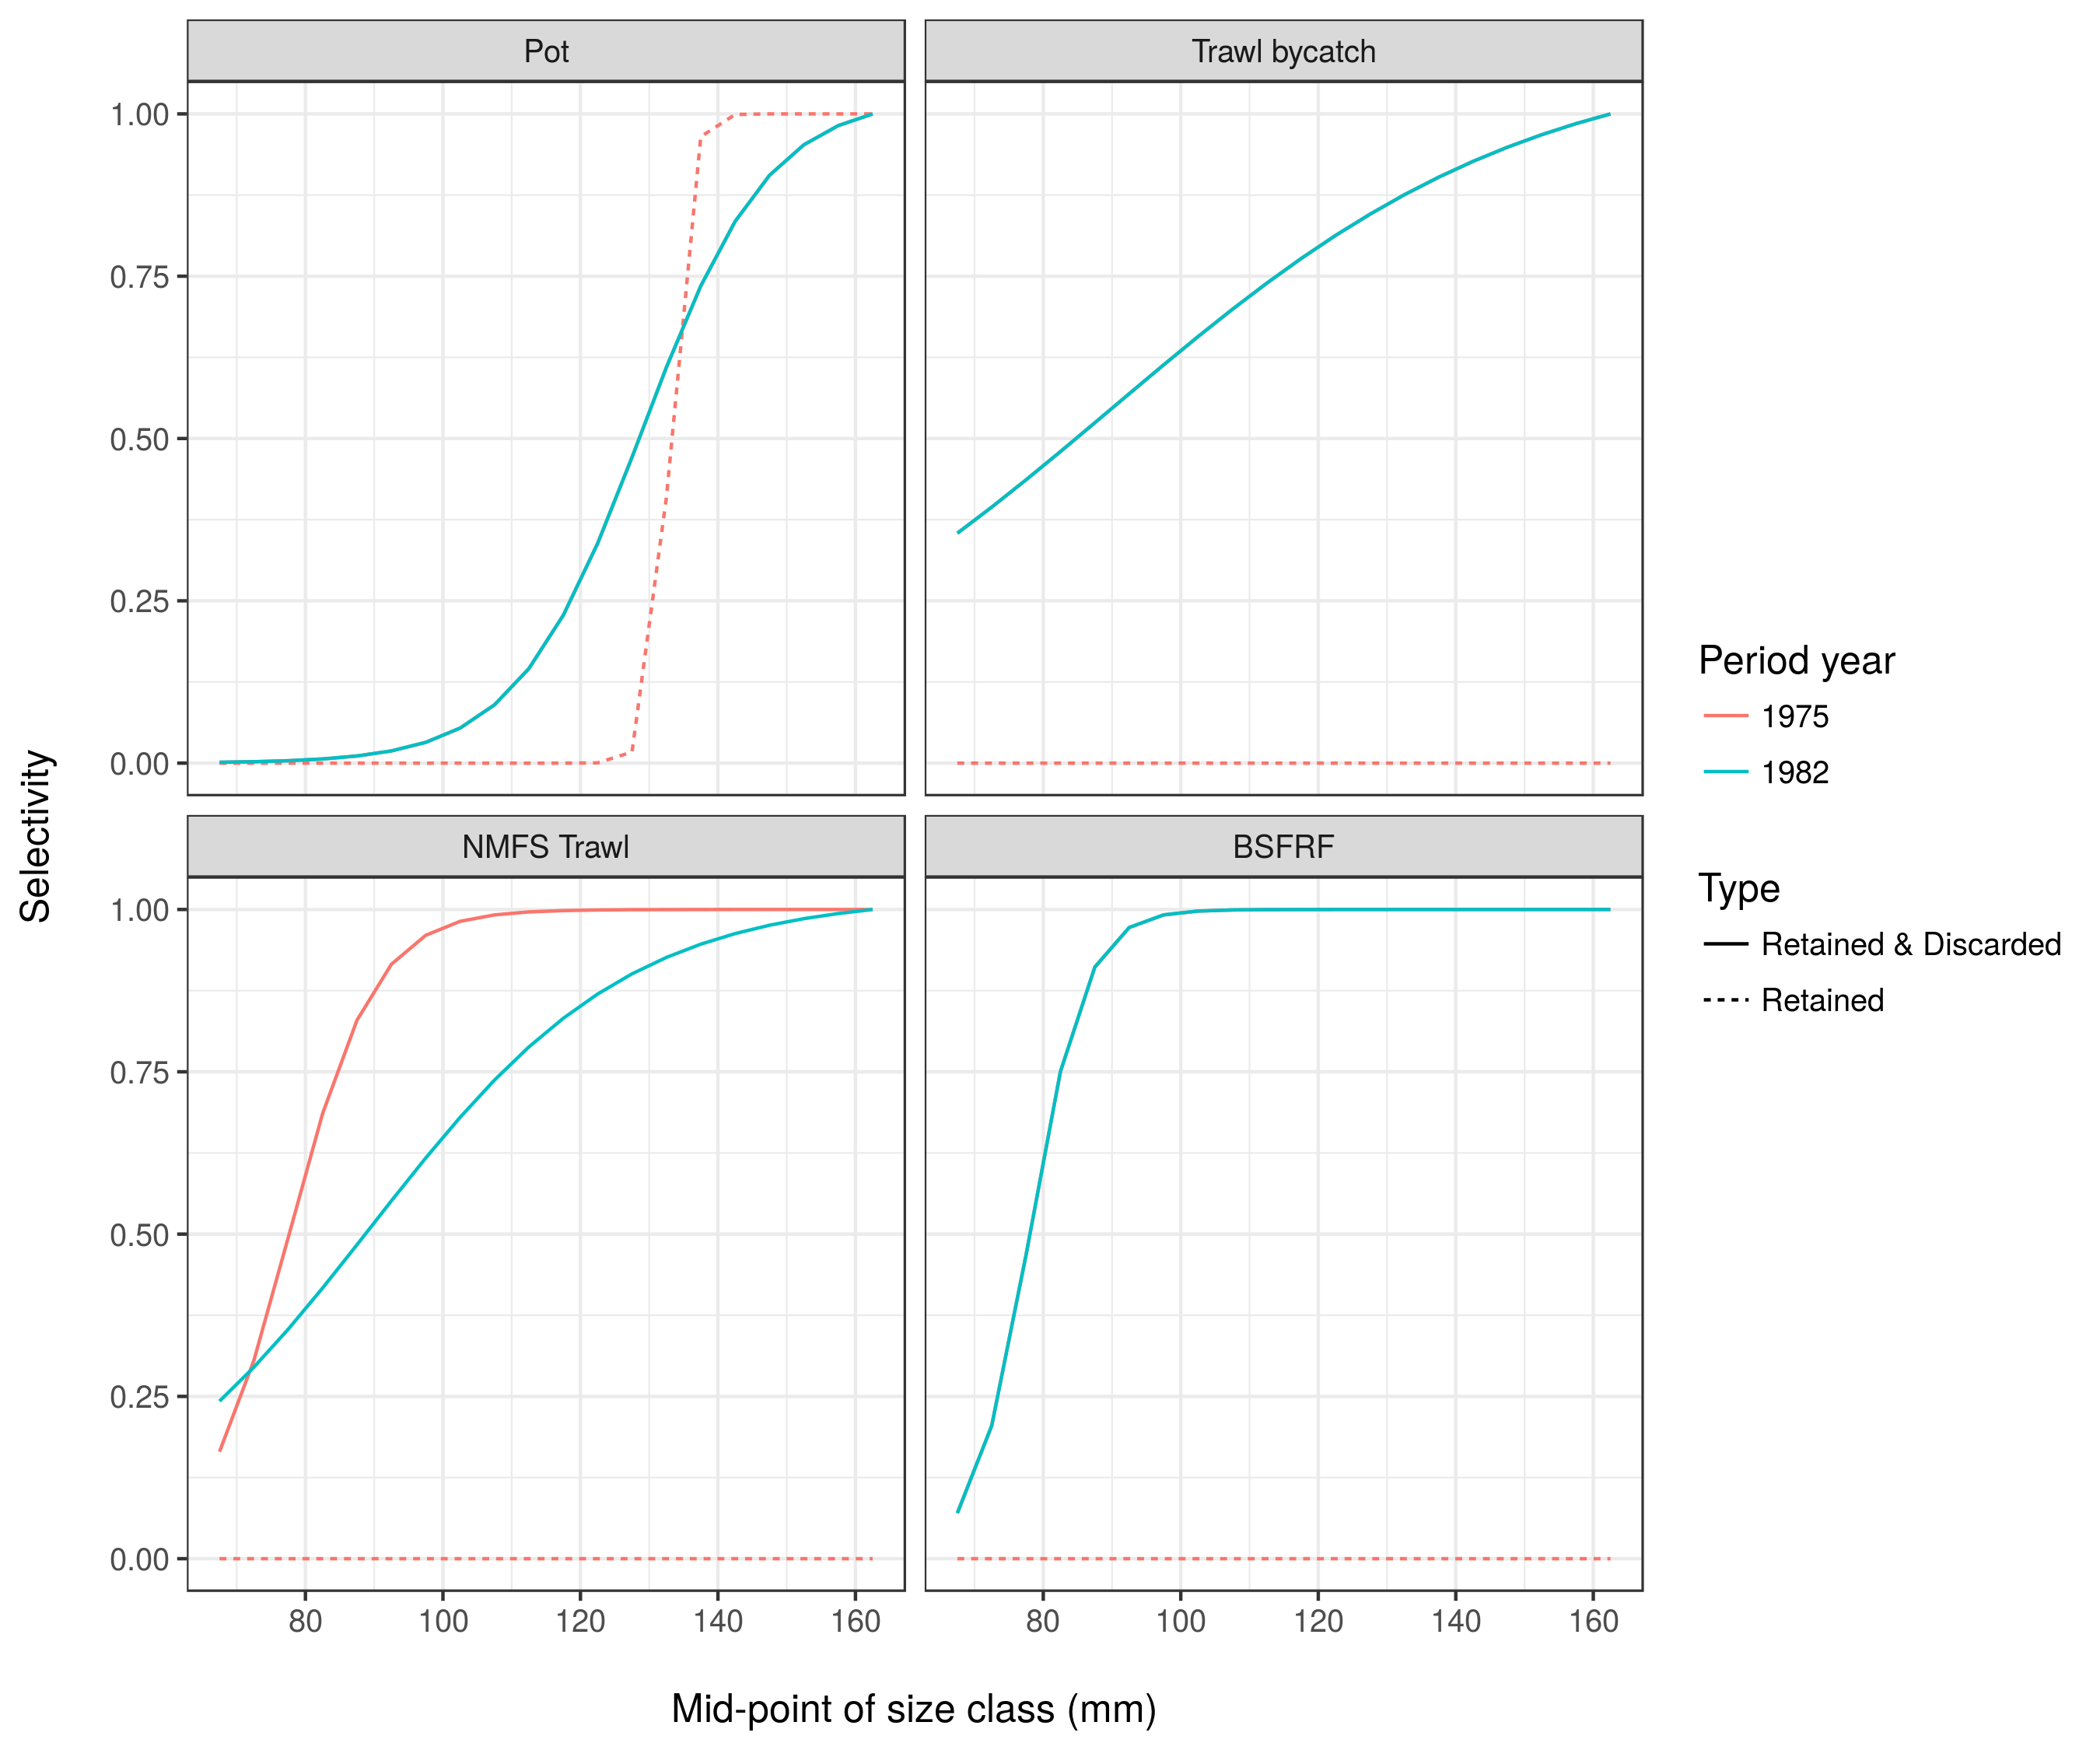 Pot
Trawl bycatch
1.00
0.75
0.50
0.25
0.00
NMFS Trawl
BSFRF
1.00
0.75
0.50
0.25
0.00
80 100 120 140 160
80 100 120 140 160
Mid-point of size class (mm)
Selectivity
Period year
1975
1982
Type
Retained & Discarded
Retained